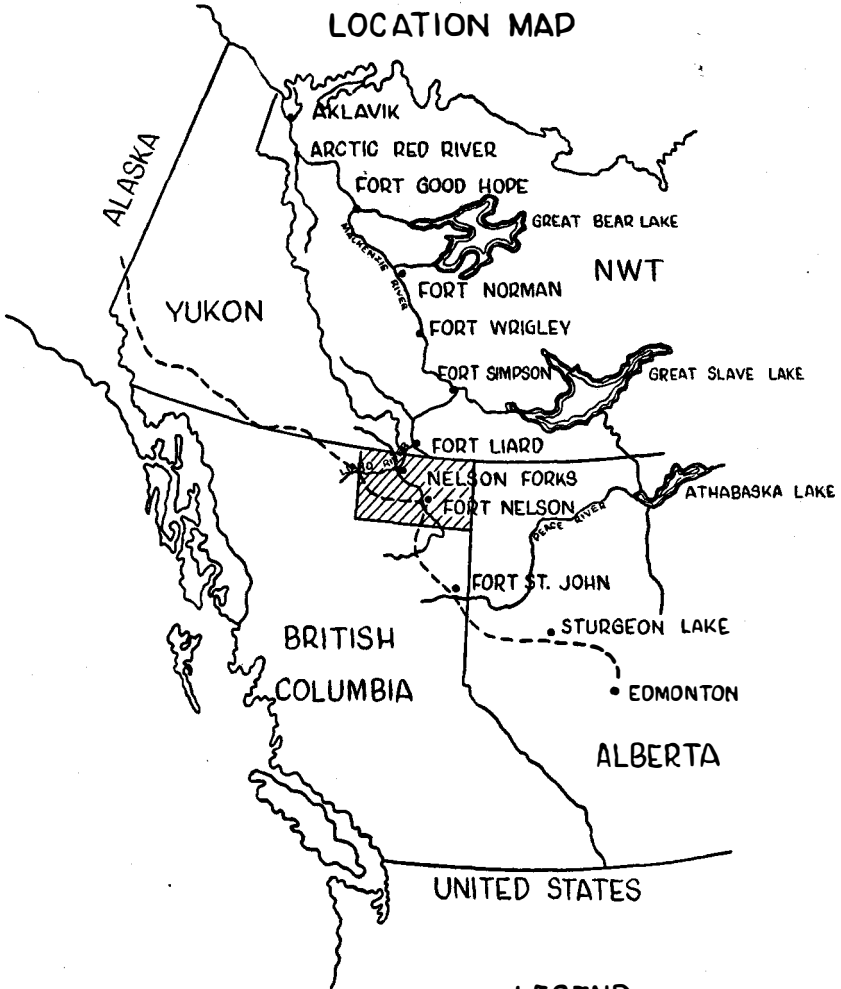 LOCATION MAP
AKLAVIK
ARCTIC RED RIVER
ALASKA
FORT GOOD HOPE
GREAT BEAR LAKE
MACKENZIE RIVER
NWT
FORT NORMAN
YUKON
FORT WRIGLEY
FORT SIMPSON
GREAT SLAVE LAKE
FORT LIARD
LIARD RIVER
NELSON FORKS
ATHABASKA LAKE
FORT NELSON
PEACE RIVER
FORT ST. JOHN
STURGEON LAKE
BRITISH
COLUMBIA
EDMONTON
ALBERTA
UNITED STATES
LEGEND